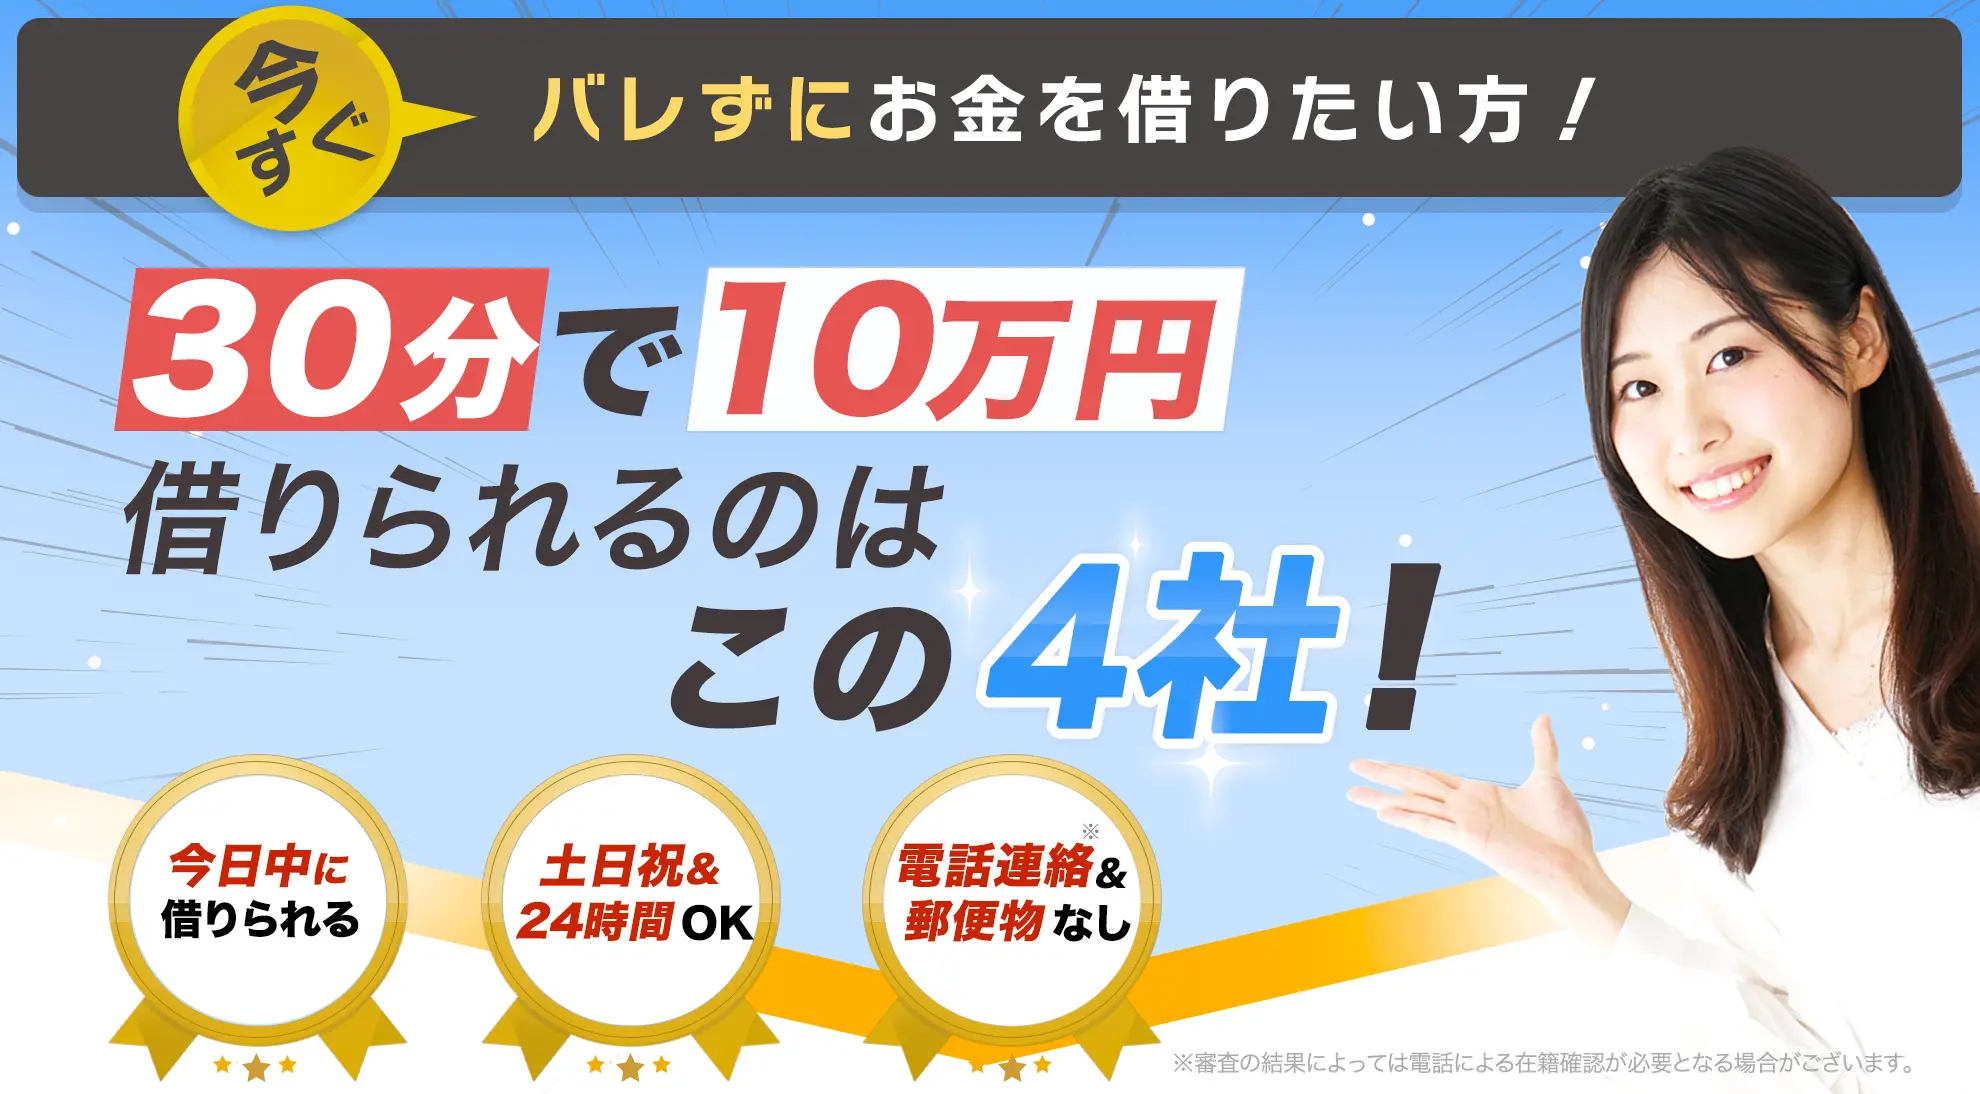 今すぐ
バレずにお金を借りたい方！
30分で10万円
借りられるのは
この4社！
今日中に
借りられる
土日祝&
24時間OK
※
電話連絡&
郵便物なし
※審査の結果によっては電話による在籍確認が必要となる場合がございます。